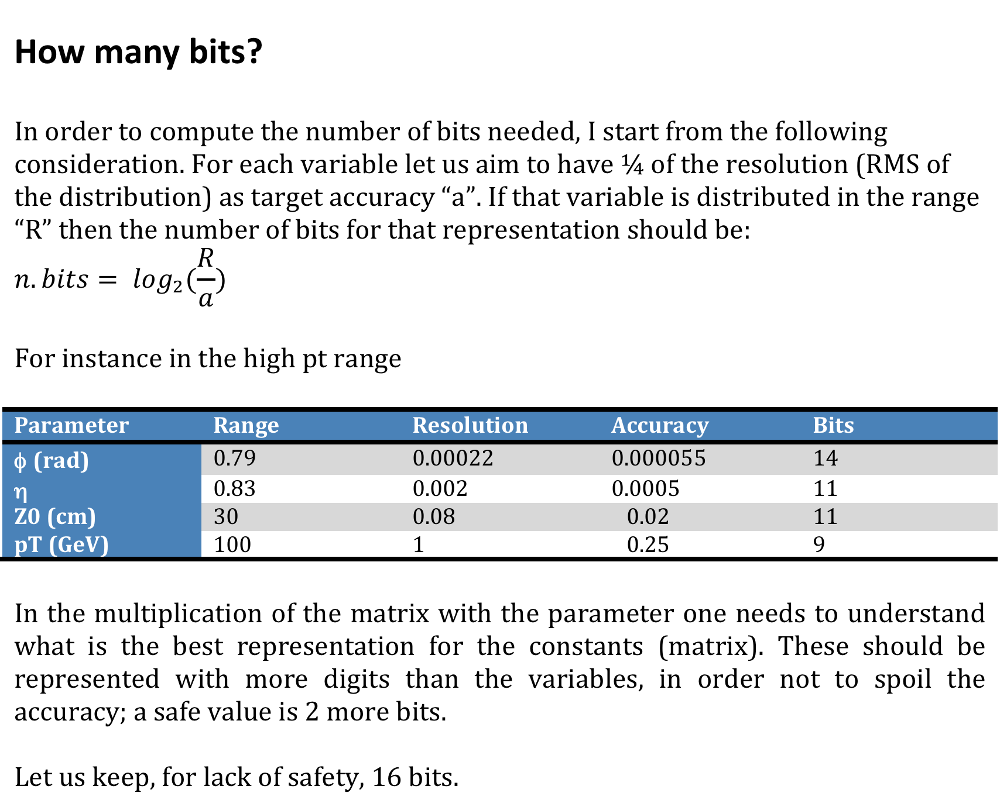 How many bits?
In order to compute the number of bits needed, I start from the following
consideration. For each variable let us aim to have ¼ of the resolution (RMS of
the distribution) as target accuracy “a”. If that variable is distributed in the range
“R” then the number of bits for that representation should be:
n. bits = log₂(R/a)
For instance in the high pt range
Parameter Range Resolution Accuracy Bits
ϕ (rad) 0.79 0.00022 0.000055 14
η 0.83 0.002 0.0005 11
Z0 (cm) 30 0.08 0.02 11
pT (GeV) 100 1 0.25 9
In the multiplication of the matrix with the parameter one needs to understand
what is the best representation for the constants (matrix). These should be
represented with more digits than the variables, in order not to spoil the
accuracy; a safe value is 2 more bits.
Let us keep, for lack of safety, 16 bits.